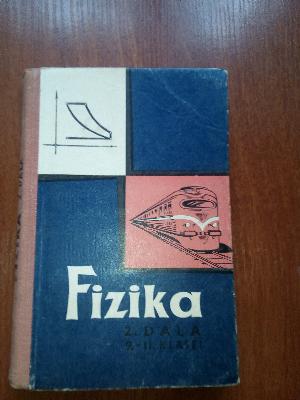 Fizika
2. DAĻA
9.-11. KLASEI